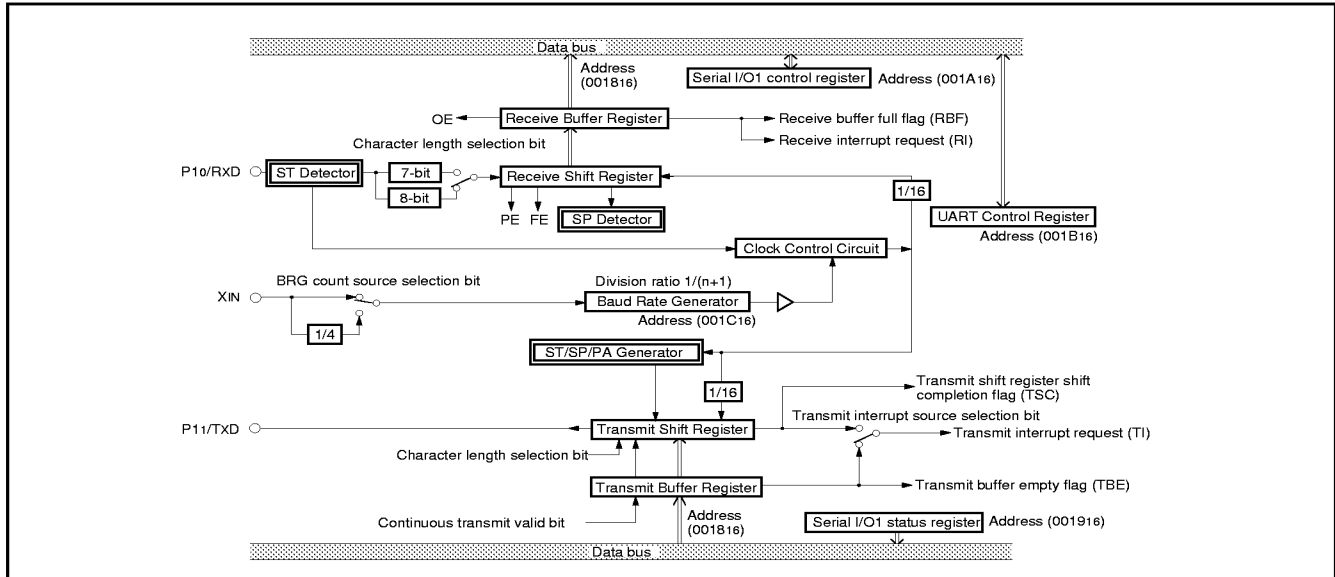 Data bus
Address
(001816)
Serial I/O1 control register
Address (001A16)
OE
Receive Buffer Register
Receive buffer full flag (RBF)
Receive interrupt request (RI)
Character length selection bit
P10/RXD
ST Detector
7-bit
8-bit
Receive Shift Register
1/16
PE
FE
SP Detector
UART Control Register
Address (001B16)
Clock Control Circuit
BRG count source selection bit
Division ratio 1/(n+1)
XIN
Baud Rate Generator
Address (001C16)
1/4
ST/SP/PA Generator
1/16
Transmit shift register shift
completion flag (TSC)
Transmit interrupt source selection bit
P11/TXD
Transmit Shift Register
Transmit interrupt request (TI)
Character length selection bit
Transmit Buffer Register
Transmit buffer empty flag (TBE)
Continuous transmit valid bit
Address
(001816)
Serial I/O1 status register
Address (001916)
Data bus